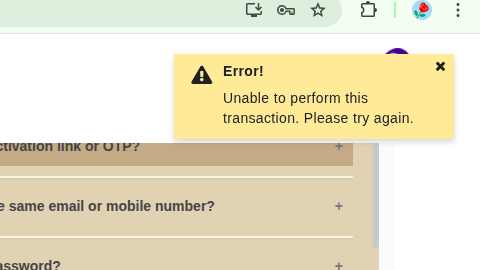 Error!
Unable to perform this
transaction. Please try again.
ctivation link or OTP? +
e same email or mobile number? +
assword? +